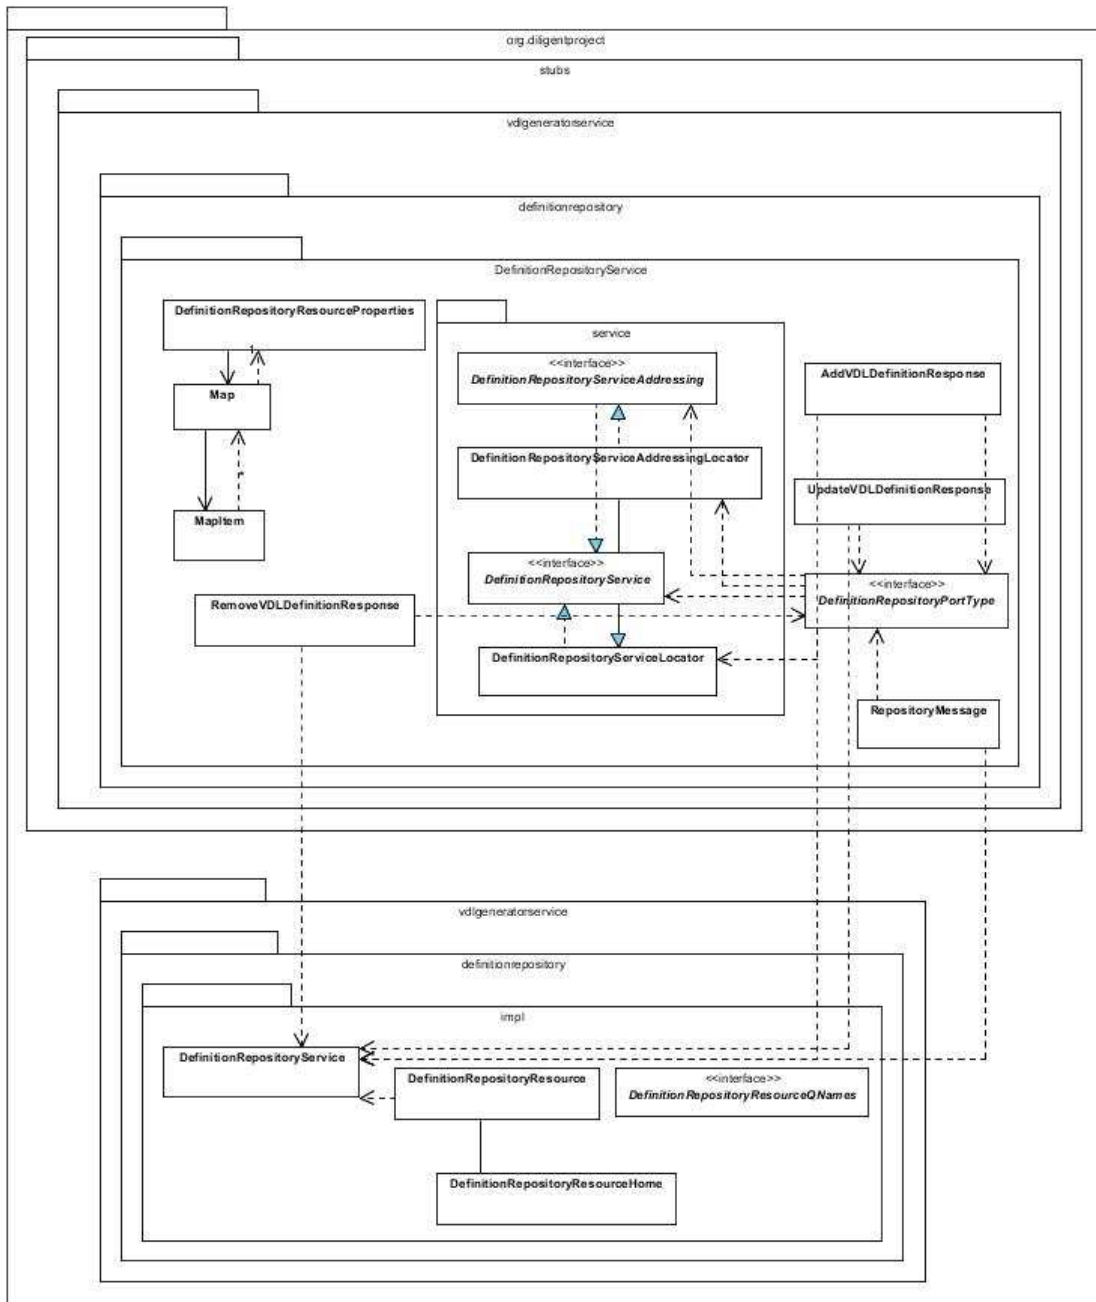 org.diligentproject
stubs
vdlgeneratorservice
definitionrepository
DefinitionRepositoryService
DefinitionRepositoryResourceProperties
service
1
<<interface>>
DefinitionRepositoryServiceAddressing
AddVDLDefinitionResponse
Map
DefinitionRepositoryServiceAddressingLocator
*
UpdateVDLDefinitionResponse
MapItem
<<interface>>
DefinitionRepositoryService
<<interface>>
DefinitionRepositoryPortType
RemoveVDLDefinitionResponse
DefinitionRepositoryServiceLocator
RepositoryMessage
vdlgeneratorservice
definitionrepository
impl
DefinitionRepositoryService
DefinitionRepositoryResource
<<interface>>
DefinitionRepositoryResourceQNames
DefinitionRepositoryResourceHome